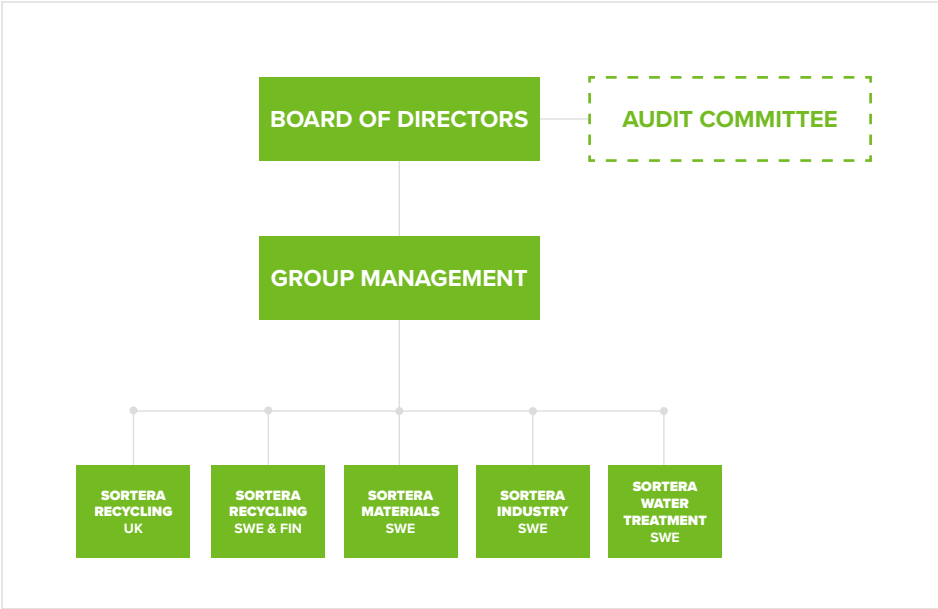 BOARD OF DIRECTORS
AUDIT COMMITTEE
GROUP MANAGEMENT
SORTERA
RECYCLING
UK
SORTERA
RECYCLING
SWE & FIN
SORTERA
MATERIALS
SWE
SORTERA
INDUSTRY
SWE
SORTERA
WATER
TREATMENT
SWE